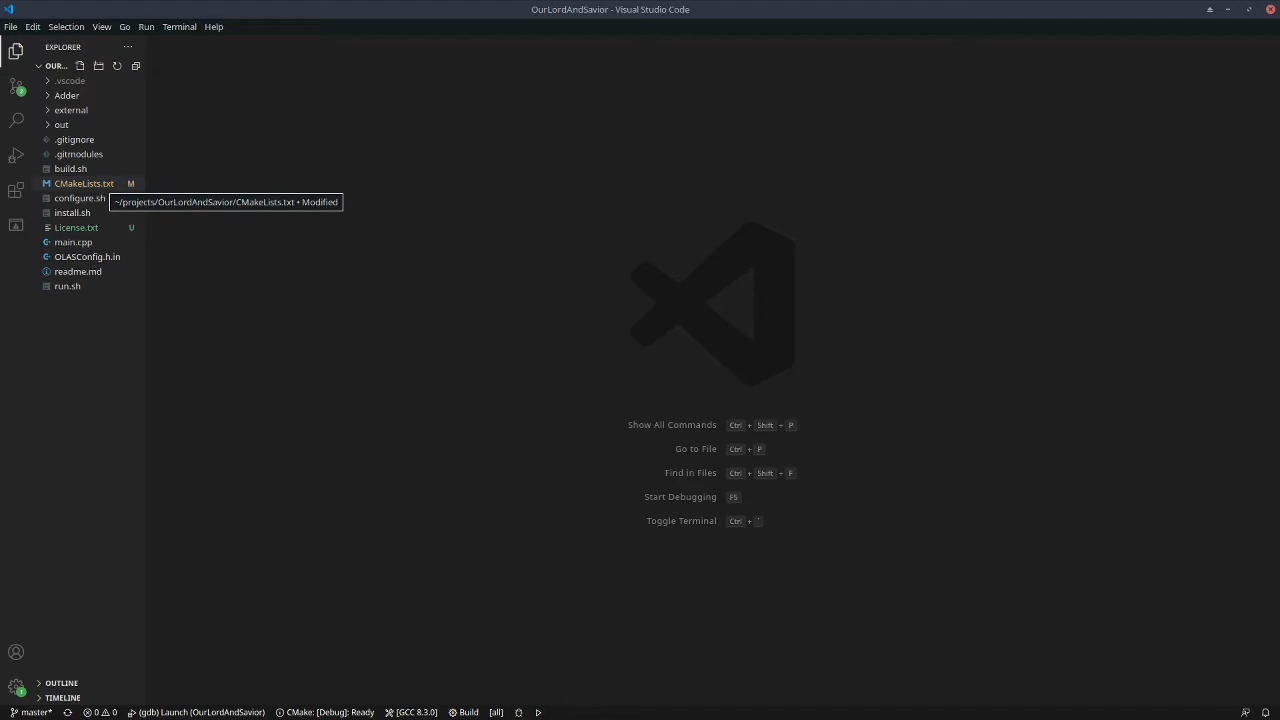 OurLordAndSavior - Visual Studio Code
File Edit Selection View Go Run Terminal Help
EXPLORER
OUR...
.vscode
Adder
external
out
.gitignore
.gitmodules
build.sh
CMakeLists.txt M
configure.sh
~/projects/OurLordAndSavior/CMakeLists.txt • Modified
install.sh
License.txt U
main.cpp
OLASConfig.h.in
readme.md
run.sh
Show All Commands Ctrl + Shift + P
Go to File Ctrl + P
Find in Files Ctrl + Shift + F
Start Debugging F5
Toggle Terminal Ctrl + `
2
1
OUTLINE
TIMELINE
master* 0 0 (gdb) Launch (OurLordAndSavior) CMake: [Debug]: Ready [GCC 8.3.0] Build [all]